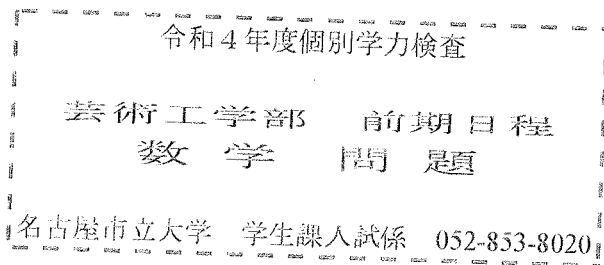 令和4年度個別学力検査
芸術工学部 前期日程
数学 問題
名古屋市立大学 学生課入試係 052-853-8020